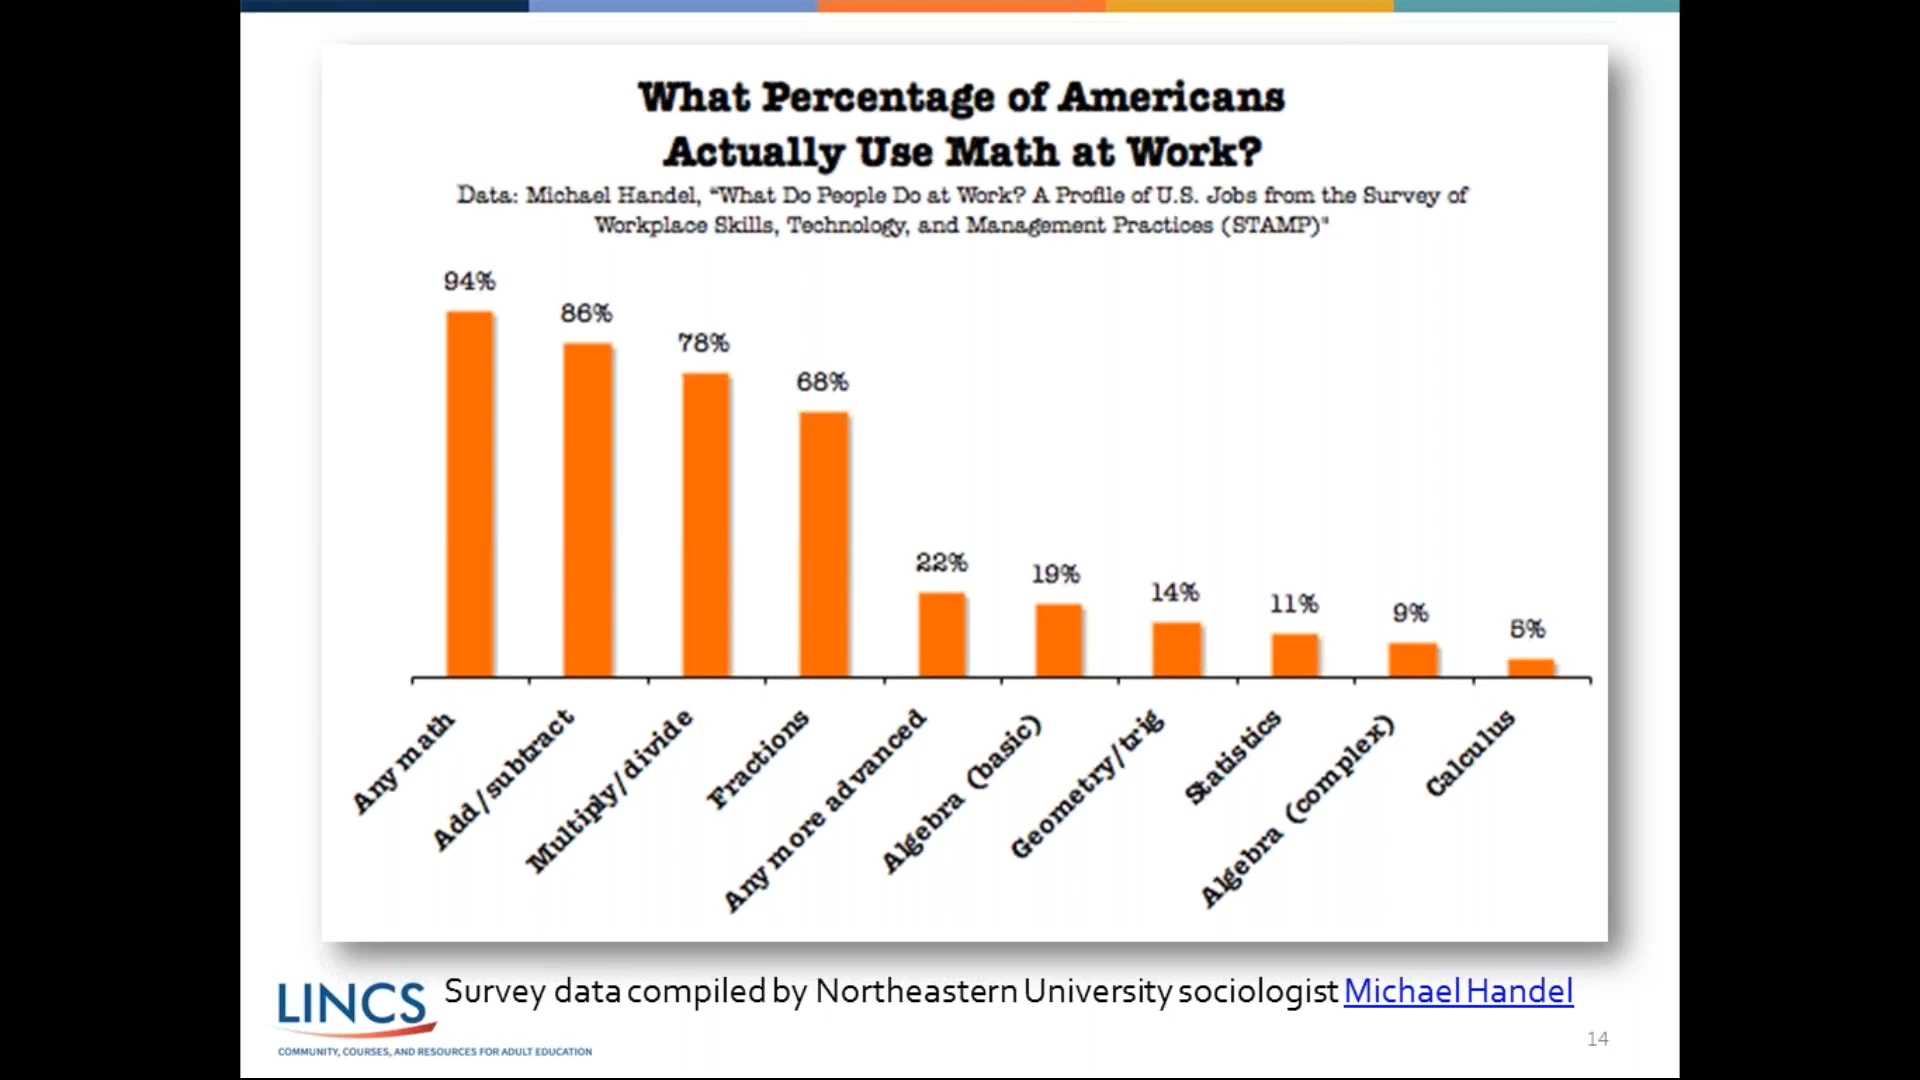 What Percentage of Americans
Actually Use Math at Work?
Data: Michael Handel, "What Do People Do at Work? A Profile of U.S. Jobs from the Survey of
Workplace Skills, Technology, and Management Practices (STAMP)"
94%
86%
78%
68%
22%
19%
14%
11%
9%
5%
Any math
Add/subtract
Multiply/divide
Fractions
Any more advanced
Algebra (basic)
Geometry/trig
Statistics
Algebra (complex)
Calculus
Survey data compiled by Northeastern University sociologist Michael Handel
LINCS
COMMUNITY, COURSES, AND RESOURCES FOR ADULT EDUCATION
14